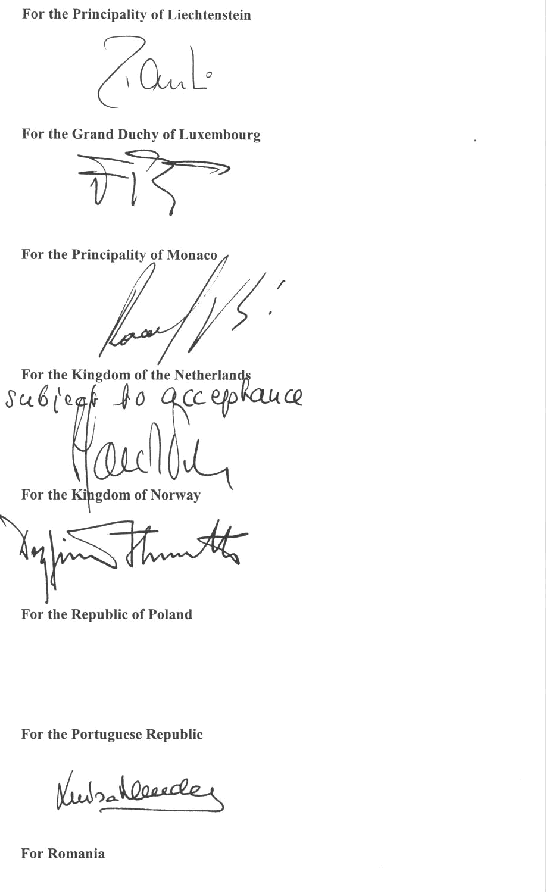 For the Principality of Liechtenstein
For the Grand Duchy of Luxembourg
For the Principality of Monaco
For the Kingdom of the Netherlands
subject to acceptance
For the Kingdom of Norway
For the Republic of Poland
For the Portuguese Republic
For Romania